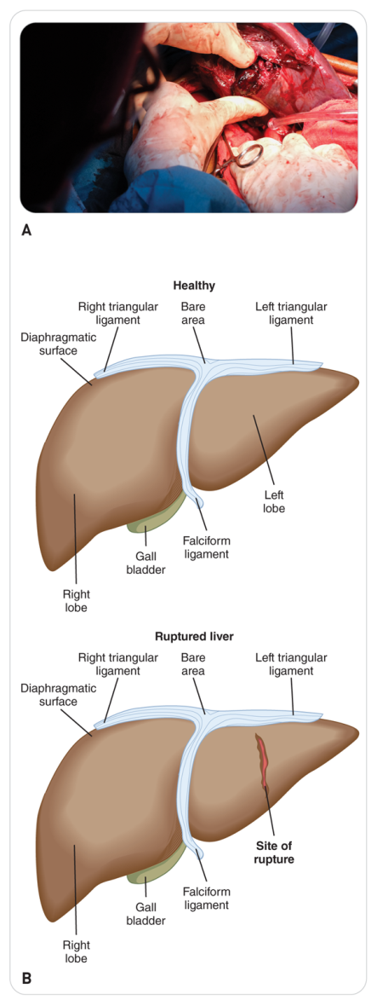 A
Healthy
Right triangular
ligament
Bare
area
Left triangular
ligament
Diaphragmatic
surface
Left
lobe
Falciform
ligament
Gall
bladder
Right
lobe
Ruptured liver
Right triangular
ligament
Bare
area
Left triangular
ligament
Diaphragmatic
surface
Site of
rupture
Falciform
ligament
Gall
bladder
Right
lobe
B